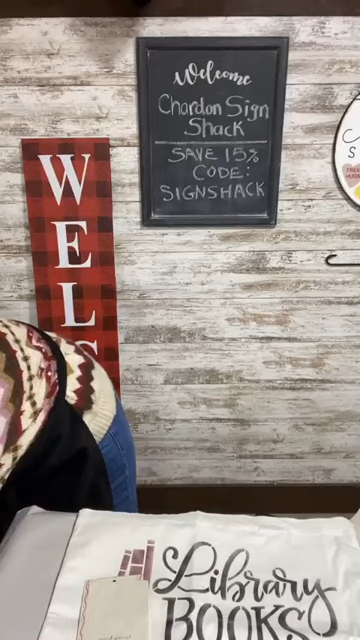 Welcome
Chardon Sign
Shack
SAVE 15%
CODE:
SIGNSHACK
WEL
Library
BOOKS